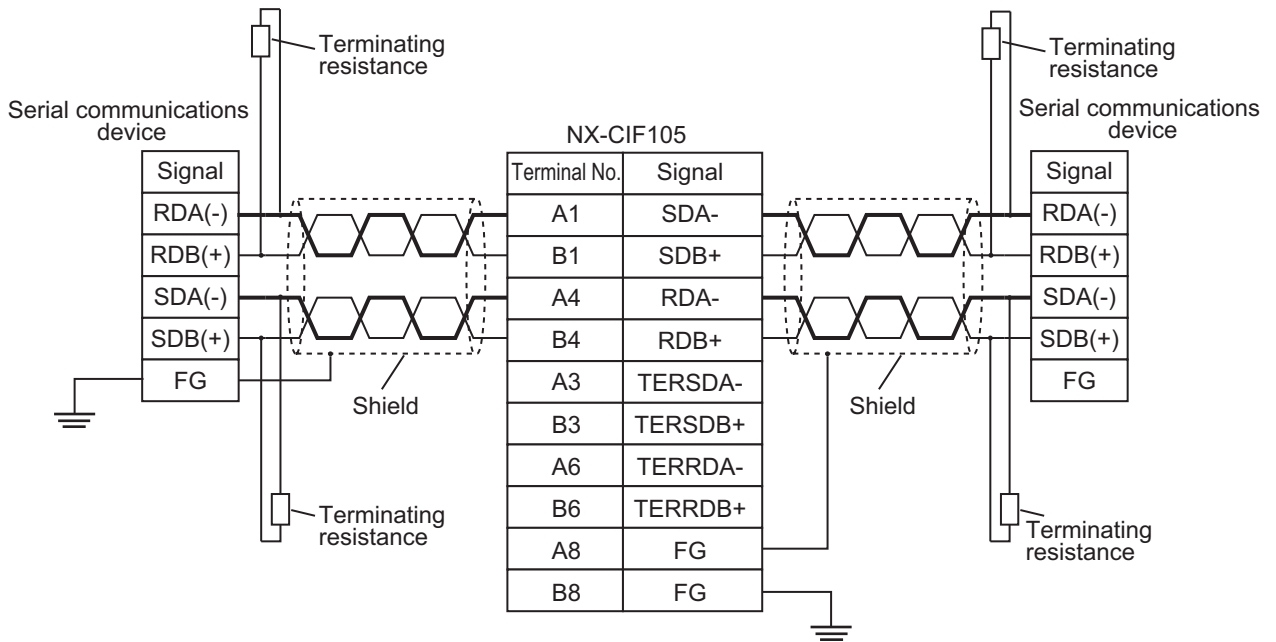 Terminating
resistance
Terminating
resistance
Serial communications
device
NX-CIF105
Serial communications
device
Signal
Terminal No. Signal
Signal
RDA(-)
A1 SDA-
RDA(-)
RDB(+)
B1 SDB+
RDB(+)
SDA(-)
A4 RDA-
SDA(-)
SDB(+)
B4 RDB+
SDB(+)
FG
A3 TERSDA-
FG
Shield
Shield
B3 TERSDB+
A6 TERRDA-
B6 TERRDB+
Terminating
resistance
Terminating
resistance
A8 FG
B8 FG